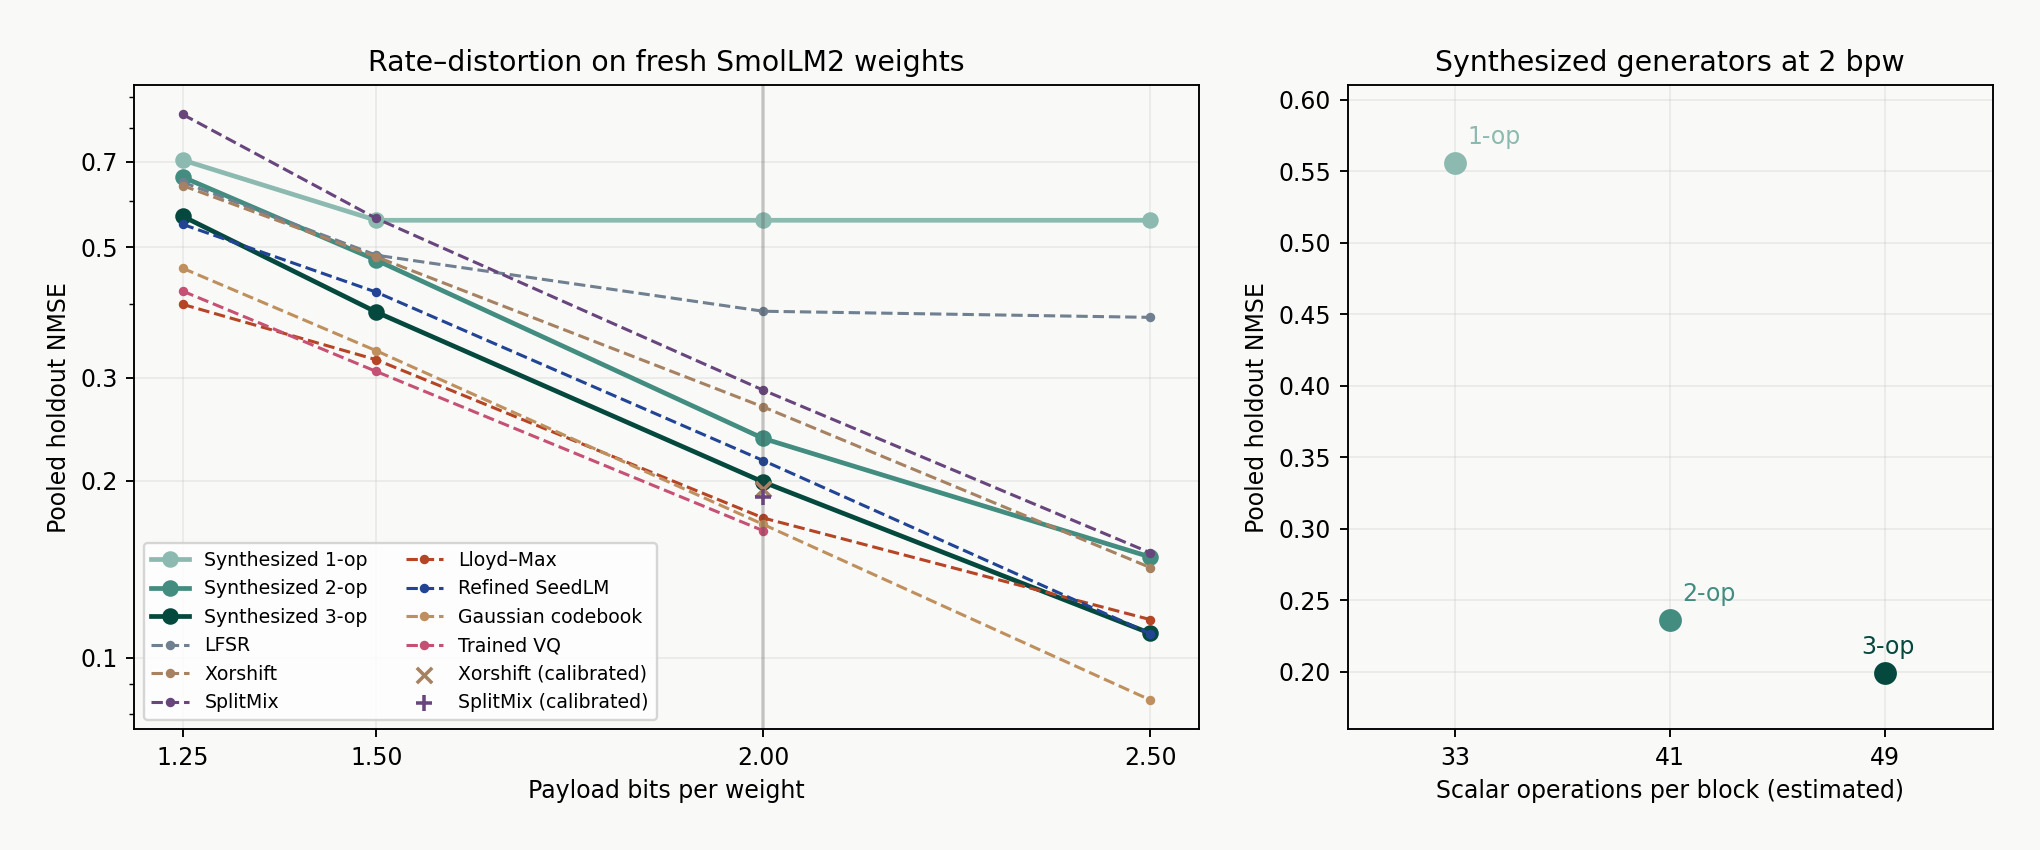 Rate–distortion on fresh SmolLM2 weights
Pooled holdout NMSE
0.7
0.5
0.3
0.2
0.1
Synthesized 1-op
Synthesized 2-op
Synthesized 3-op
LFSR
Xorshift
SplitMix
Lloyd–Max
Refined SeedLM
Gaussian codebook
Trained VQ
Xorshift (calibrated)
SplitMix (calibrated)
1.25
1.50
2.00
2.50
Payload bits per weight
Synthesized generators at 2 bpw
Pooled holdout NMSE
0.60
0.55
0.50
0.45
0.40
0.35
0.30
0.25
0.20
1-op
2-op
3-op
33
41
49
Scalar operations per block (estimated)